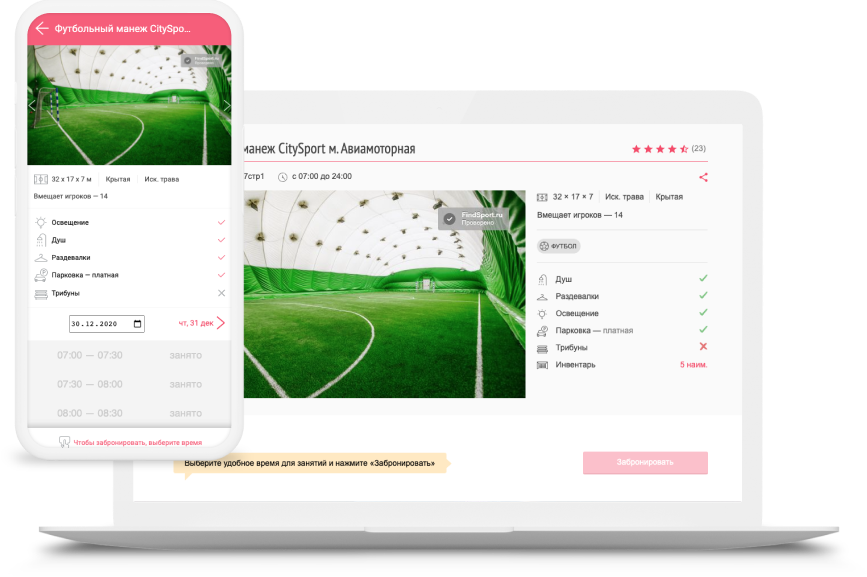 Футбольный манеж CitySpo...
FindSport.ru
Проверено
32 x 17 x 7 м Крытая Иск. трава
Вмещает игроков — 14
Освещение
Душ
Раздевалки
Парковка — платная
Трибуны
30.12.2020 чт, 31 дек
07:00 — 07:30 занято
07:30 — 08:00 занято
08:00 — 08:30 занято
Чтобы забронировать, выберите время
манеж CitySport м. Авиамоторная
(23)
7стр1 с 07:00 до 24:00
FindSport.ru
Проверено
32 × 17 × 7 Иск. трава Крытая
Вмещает игроков — 14
ФУТБОЛ
Душ
Раздевалки
Освещение
Парковка — платная
Трибуны
Инвентарь 5 наим.
Выберите удобное время для занятий и нажмите «Забронировать»
Забронировать